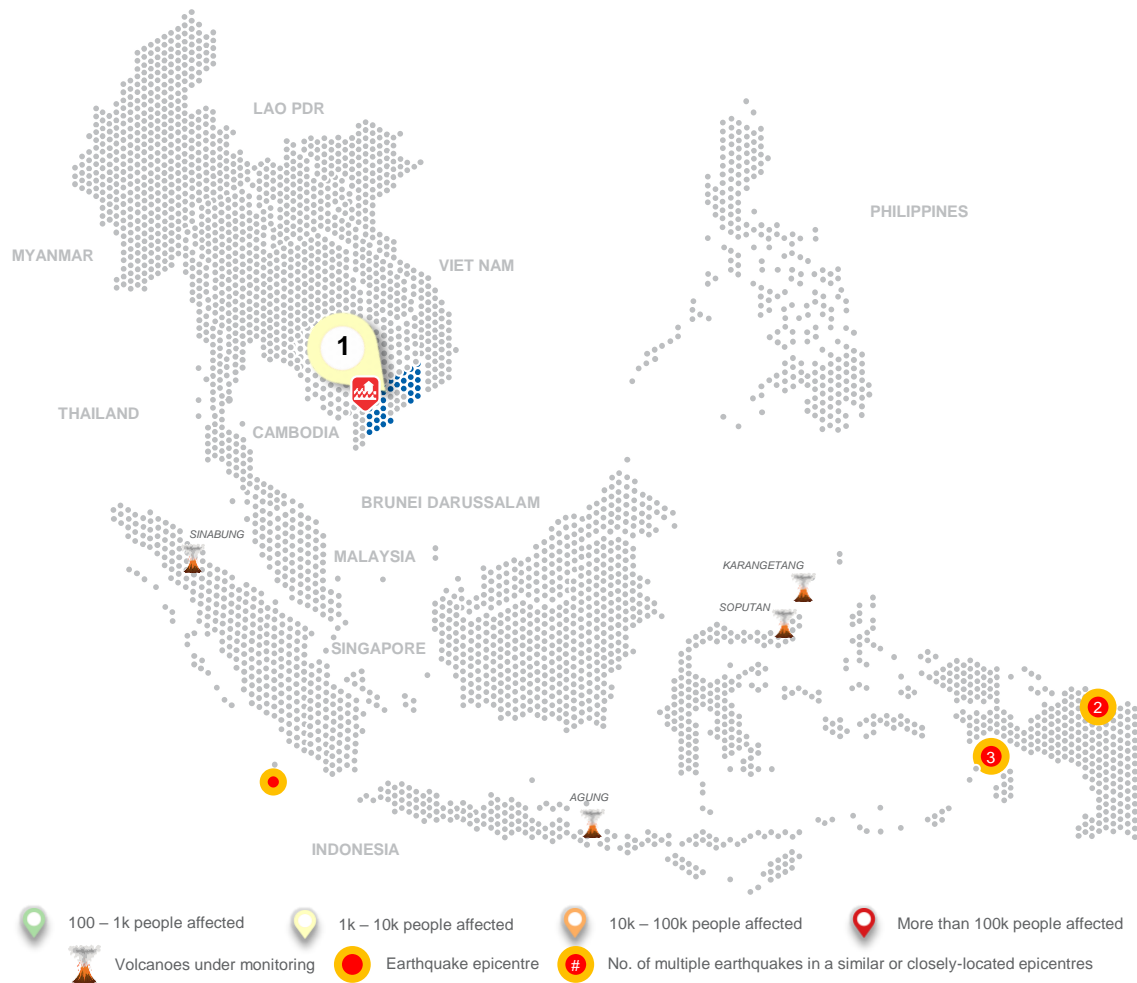 LAO PDR
PHILIPPINES
MYANMAR
VIET NAM
1
THAILAND
CAMBODIA
BRUNEI DARUSSALAM
SINABUNG
MALAYSIA
KARANGETANG
SOPUTAN
SINGAPORE
2
3
AGUNG
INDONESIA
100 – 1k people affected
1k – 10k people affected
10k – 100k people affected
More than 100k people affected
Volcanoes under monitoring
Earthquake epicentre
#
No. of multiple earthquakes in a similar or closely-located epicentres